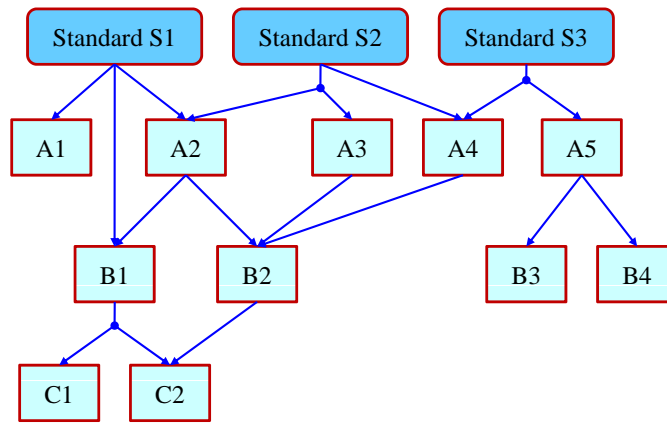 Standard S1
Standard S2
Standard S3
A1
A2
A3
A4
A5
B1
B2
B3
B4
C1
C2